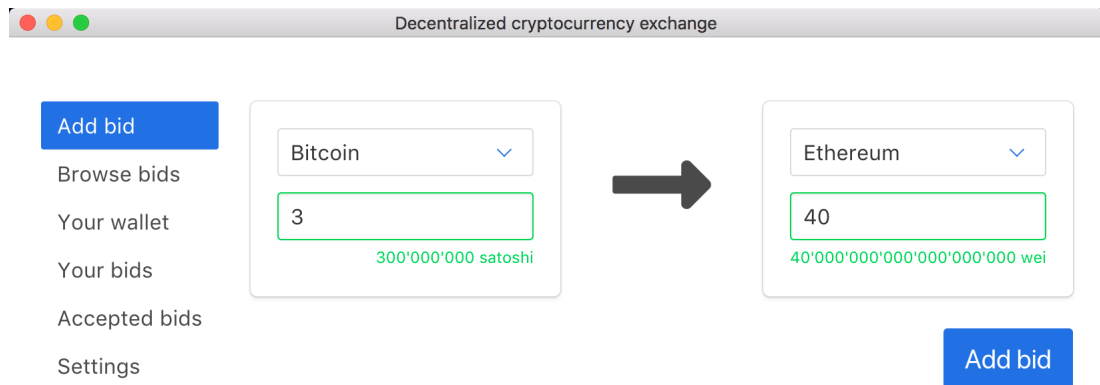 Decentralized cryptocurrency exchange
Add bid
Browse bids
Your wallet
Your bids
Accepted bids
Settings
Bitcoin
3
300'000'000 satoshi
Ethereum
40
40'000'000'000'000'000'000 wei
Add bid